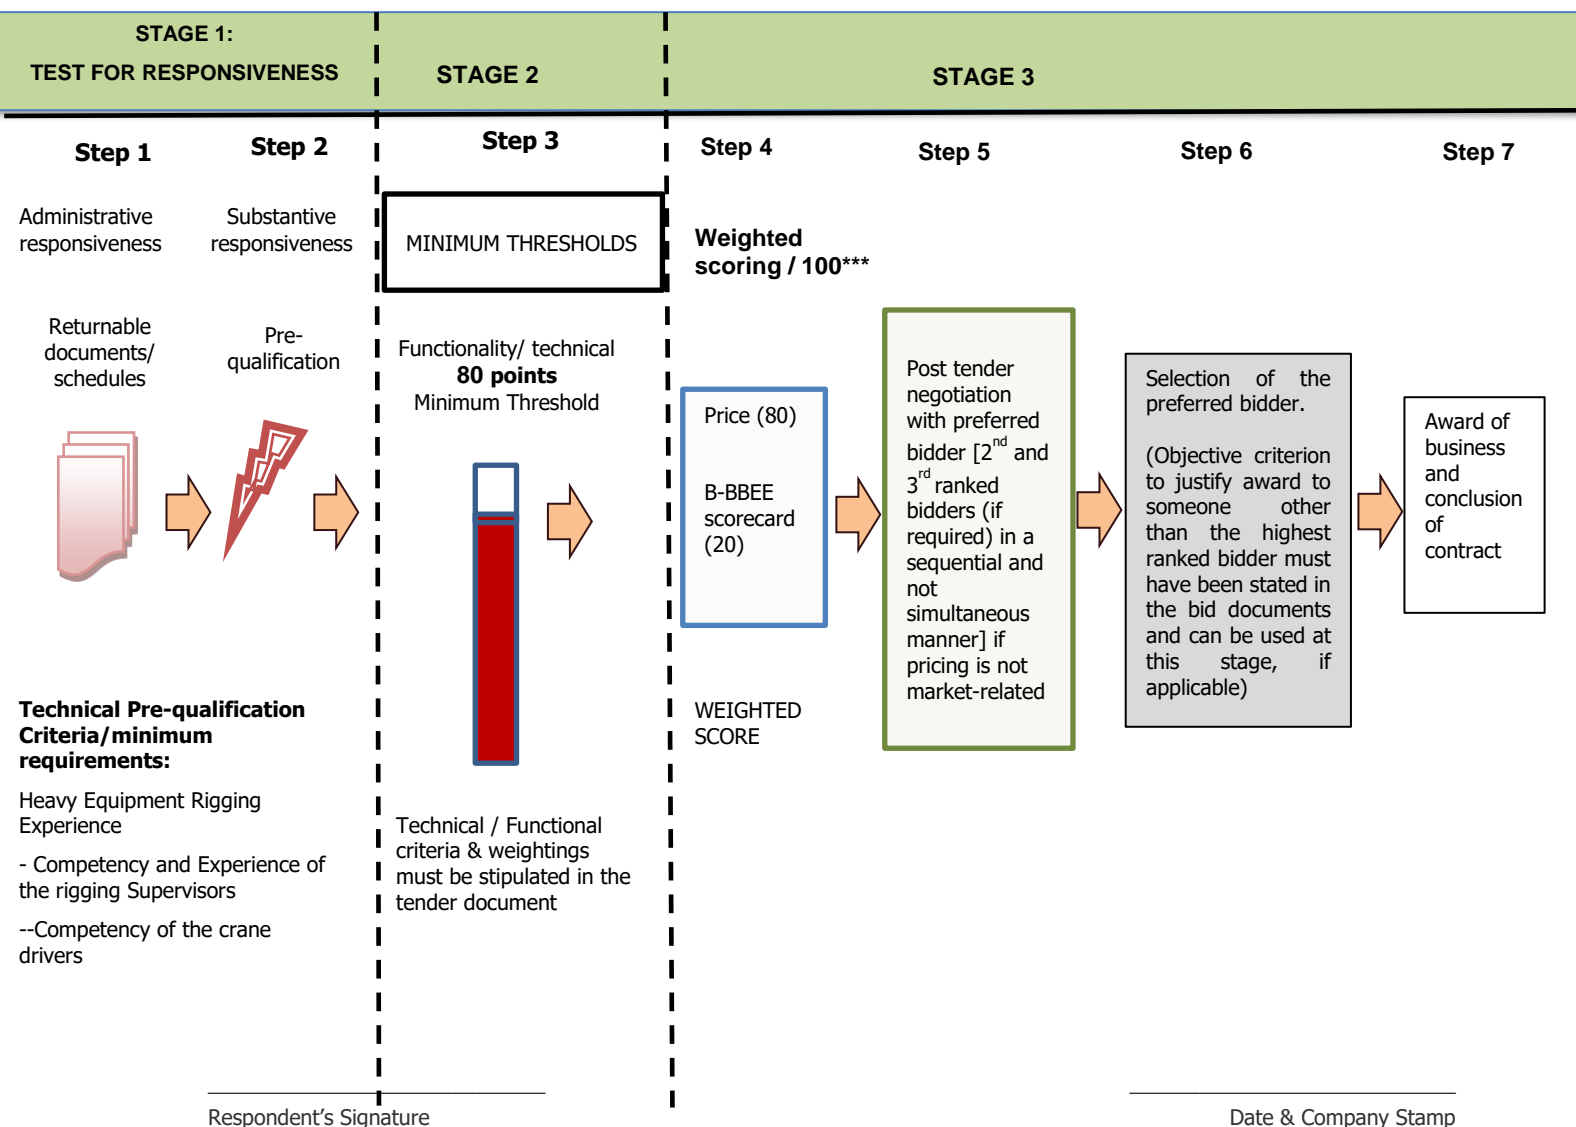 STAGE 1:
TEST FOR RESPONSIVENESS
STAGE 2
STAGE 3
Step 1
Step 2
Step 3
Step 4
Step 5
Step 6
Step 7
Administrative
responsiveness
Substantive
responsiveness
MINIMUM THRESHOLDS
Weighted
scoring / 100***
Returnable
documents/
schedules
Pre-
qualification
Functionality/ technical
80 points
Minimum Threshold
Price (80)
B-BBEE
scorecard
(20)
Post tender
negotiation
with preferred
bidder [2nd and
3rd ranked
bidders (if
required) in a
sequential and
not
simultaneous
manner] if
pricing is not
market-related
Selection of the
preferred bidder.
(Objective criterion
to justify award to
someone other
than the highest
ranked bidder must
have been stated in
the bid documents
and can be used at
this stage, if
applicable)
Award of
business
and
conclusion
of
contract
WEIGHTED
SCORE
Technical Pre-qualification
Criteria/minimum
requirements:
Heavy Equipment Rigging
Experience
- Competency and Experience of
the rigging Supervisors
--Competency of the crane
drivers
Technical / Functional
criteria & weightings
must be stipulated in the
tender document
Respondent's Signature
Date & Company Stamp